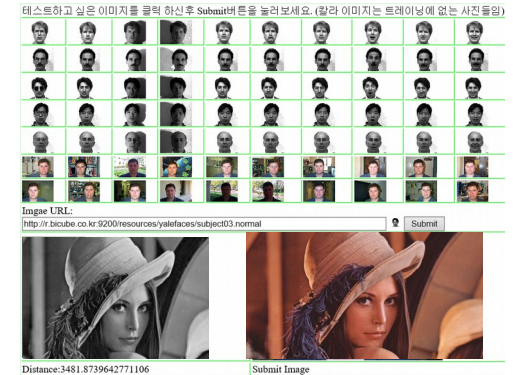 테스트하고 싶은 이미지를 클릭 하신후 Submit버튼을 눌러보세요. (칼라 이미지는 트레이닝에 없는 사진들임)
Imgae URL:
http://r.bicube.co.kr:9200/resources/yalefaces/subject03.normal
Submit
Distance:3481.8739642771106
Submit Image